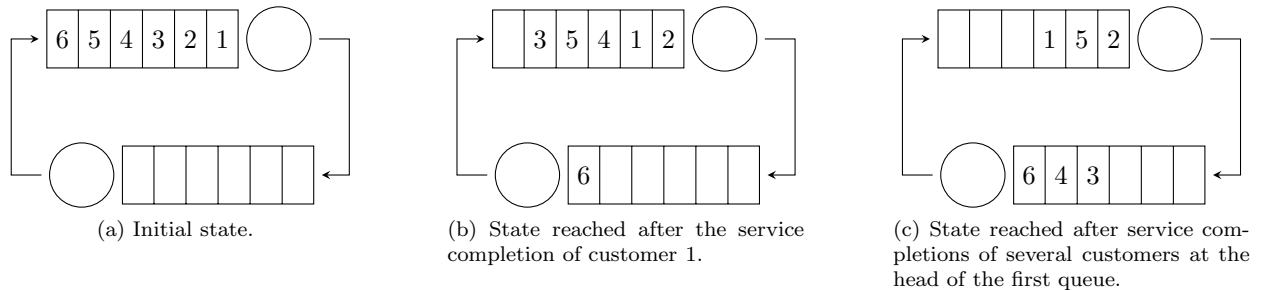 6 5 4 3 2 1
(a) Initial state.
3 5 4 1 2
6
(b) State reached after the service
completion of customer 1.
1 5 2
6 4 3
(c) State reached after service com-
pletions of several customers at the
head of the first queue.